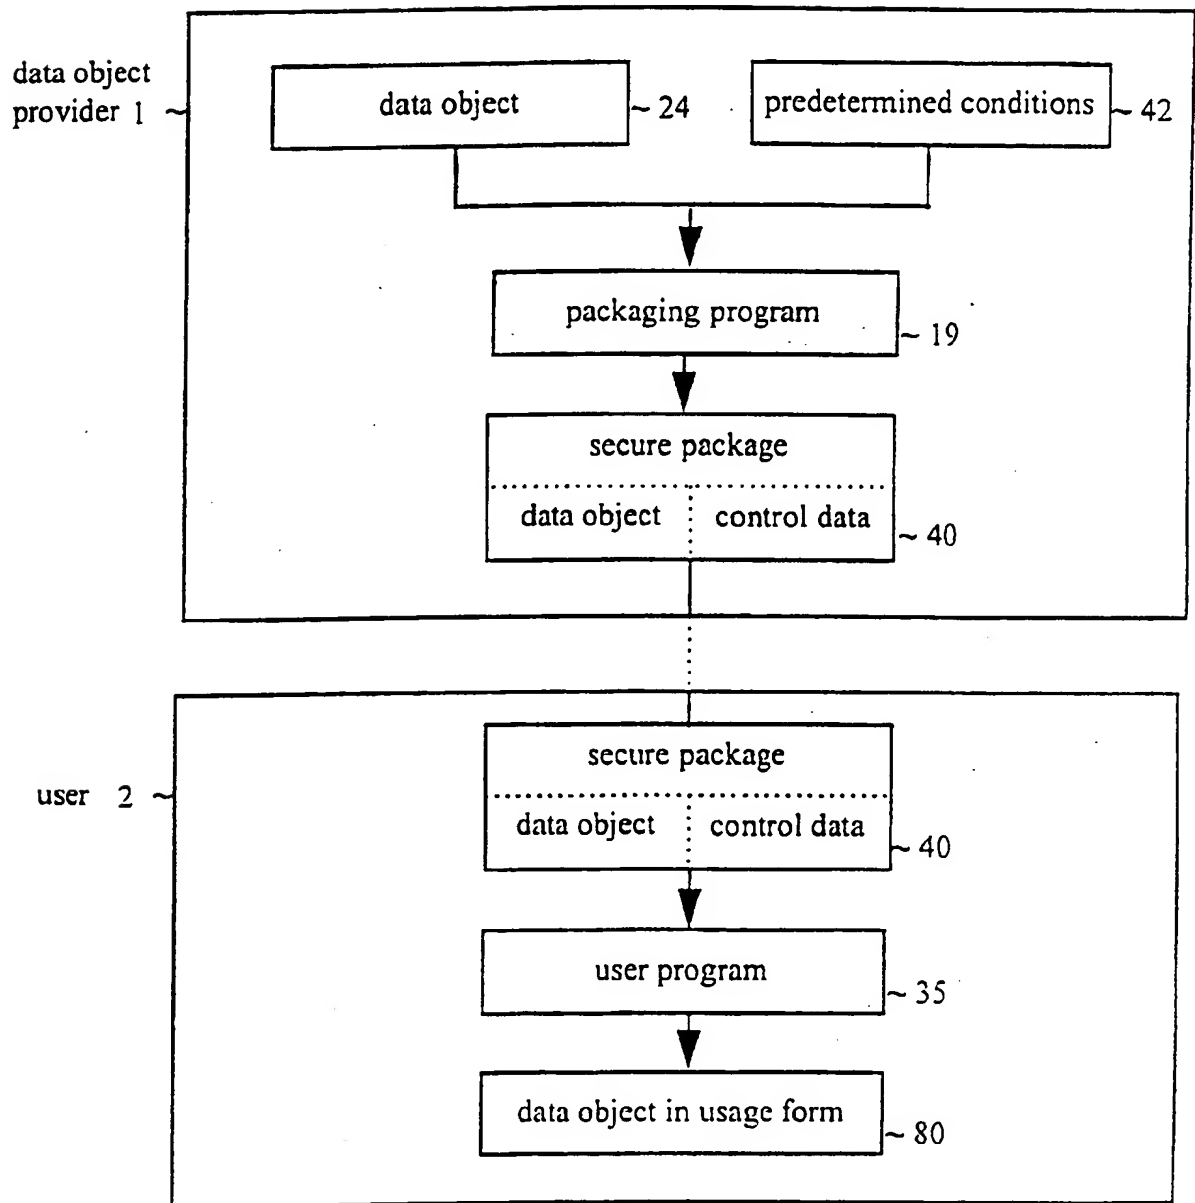 data object
provider 1 ~
data object
~ 24
predetermined conditions
~ 42
packaging program
~ 19
secure package
data object
control data
~ 40
user 2 ~
secure package
data object
control data
~ 40
user program
~ 35
data object in usage form
~ 80